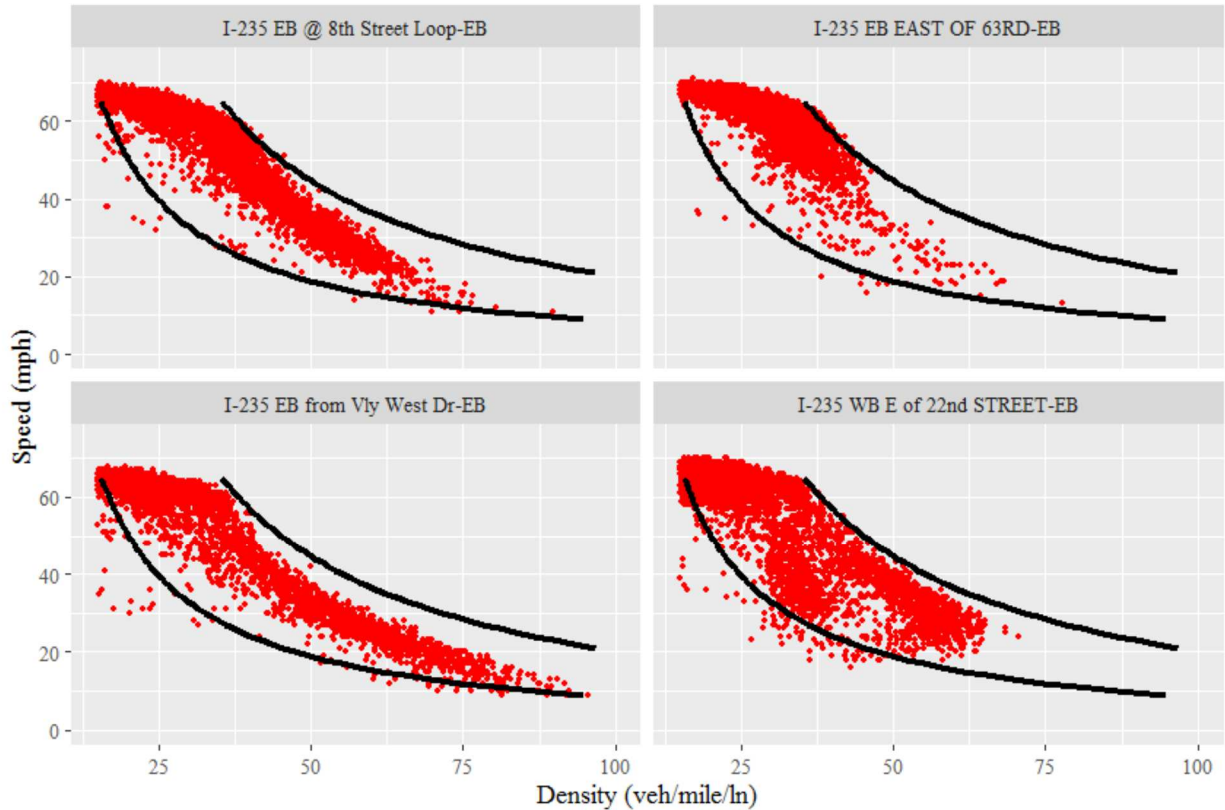 I-235 EB @ 8th Street Loop-EB
I-235 EB EAST OF 63RD-EB
60
40
20
0
I-235 EB from Vly West Dr-EB
I-235 WB E of 22nd STREET-EB
60
40
20
0
Speed (mph)
25 50 75 100 25 50 75 100
Density (veh/mile/ln)